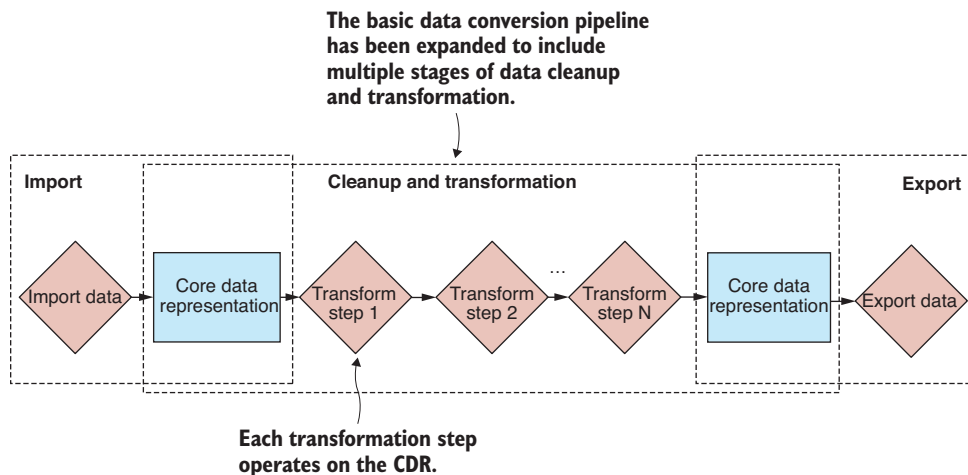 The basic data conversion pipeline
has been expanded to include
multiple stages of data cleanup
and transformation.
Import
Cleanup and transformation
Export
Import data
Core data
representation
Transform
step 1
Transform
step 2
...
Transform
step N
Core data
representation
Export data
Each transformation step
operates on the CDR.